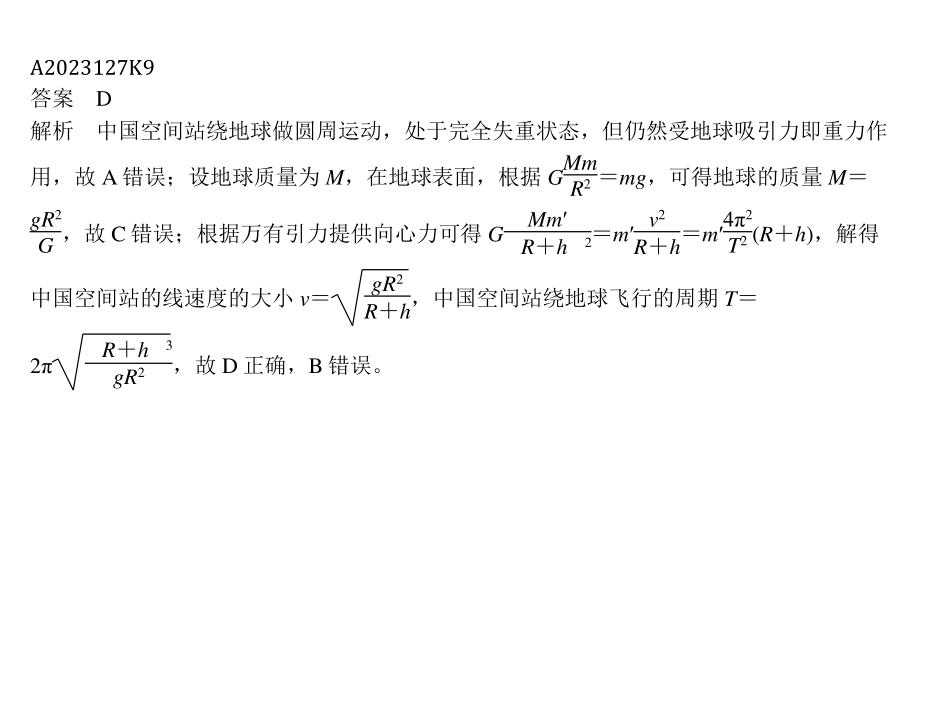 A2023127K9
答案　D
解析　中国空间站绕地球做圆周运动，处于完全失重状态，但仍然受地球吸引力即重力作
用，故 A 错误；设地球质量为 M，在地球表面，根据 G\frac{Mm}{R^2}＝mg，可得地球的质量 M＝
\frac{gR^2}{G}，故 C 错误；根据万有引力提供向心力可得 G\frac{Mm′}{R＋h ^2}＝m′\frac{v^2}{R＋h}＝m′\frac{4π^2}{T^2}(R＋h)，解得
中国空间站的线速度的大小 v＝\sqrt{\frac{gR^2}{R＋h}}，中国空间站绕地球飞行的周期 T＝
2π\sqrt{\frac{R＋h ^3}{gR^2}}，故 D 正确，B 错误。